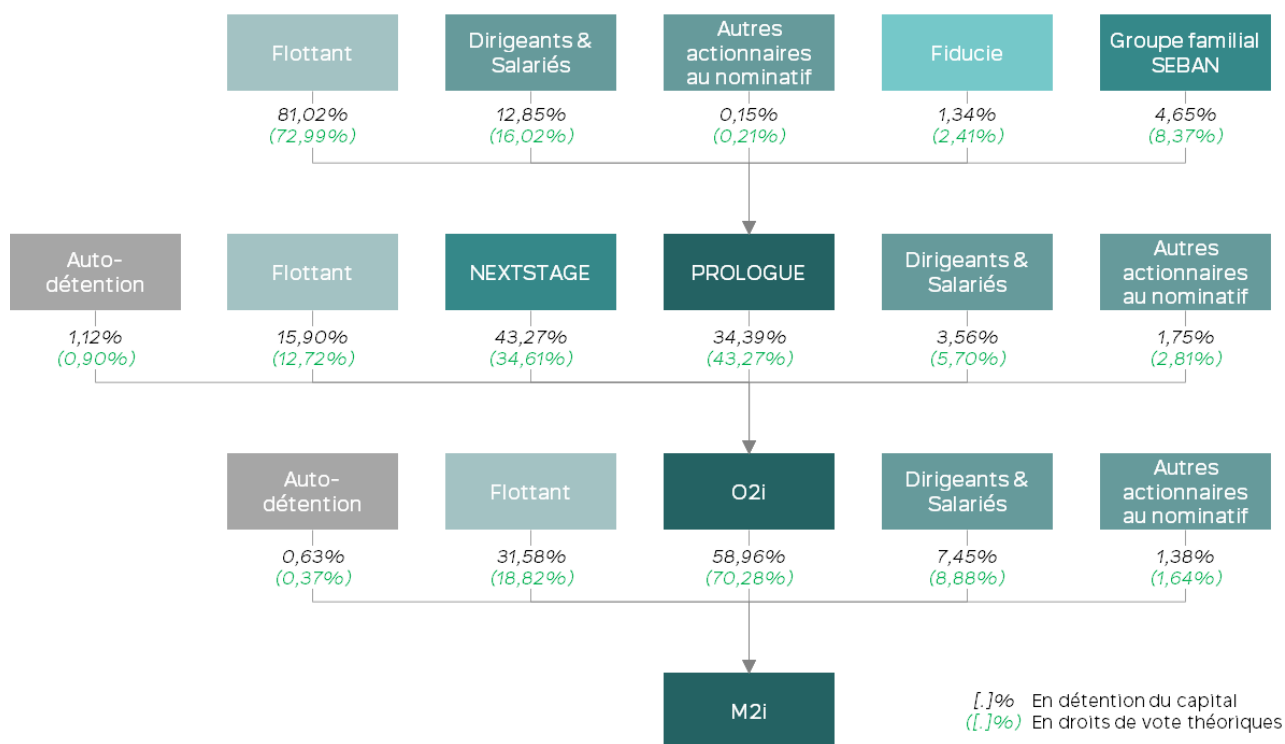 Flottant
Dirigeants &
Salariés
Autres
actionnaires
au nominatif
Fiducie
Groupe familial
SEBAN
81,02%
(72,99%)
12,85%
(16,02%)
0,15%
(0,21%)
1,34%
(2,41%)
4,65%
(8,37%)
Auto-
détention
Flottant
NEXTSTAGE
PROLOGUE
Dirigeants &
Salariés
Autres
actionnaires
au nominatif
1,12%
(0,90%)
15,90%
(12,72%)
43,27%
(34,61%)
34,39%
(43,27%)
3,56%
(5,70%)
1,75%
(2,81%)
Auto-
détention
Flottant
O2i
Dirigeants &
Salariés
Autres
actionnaires
au nominatif
0,63%
(0,37%)
31,58%
(18,82%)
58,96%
(70,28%)
7,45%
(8,88%)
1,38%
(1,64%)
M2i
[.]% En détention du capital
([.]%) En droits de vote théoriques